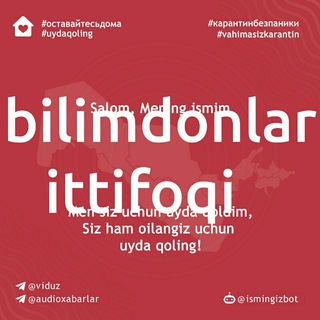 #оставайтесьдома
#uydaqoling
#карантинбезпаники
#vahimasizkarantin
Salom, Mening ismim
bilimdonlar
ittifoqi
Men siz uchun uyda qoldim,
Siz ham oilangiz uchun
uyda qoling!
@viduz
@audioxabarlar
@ismingizbot